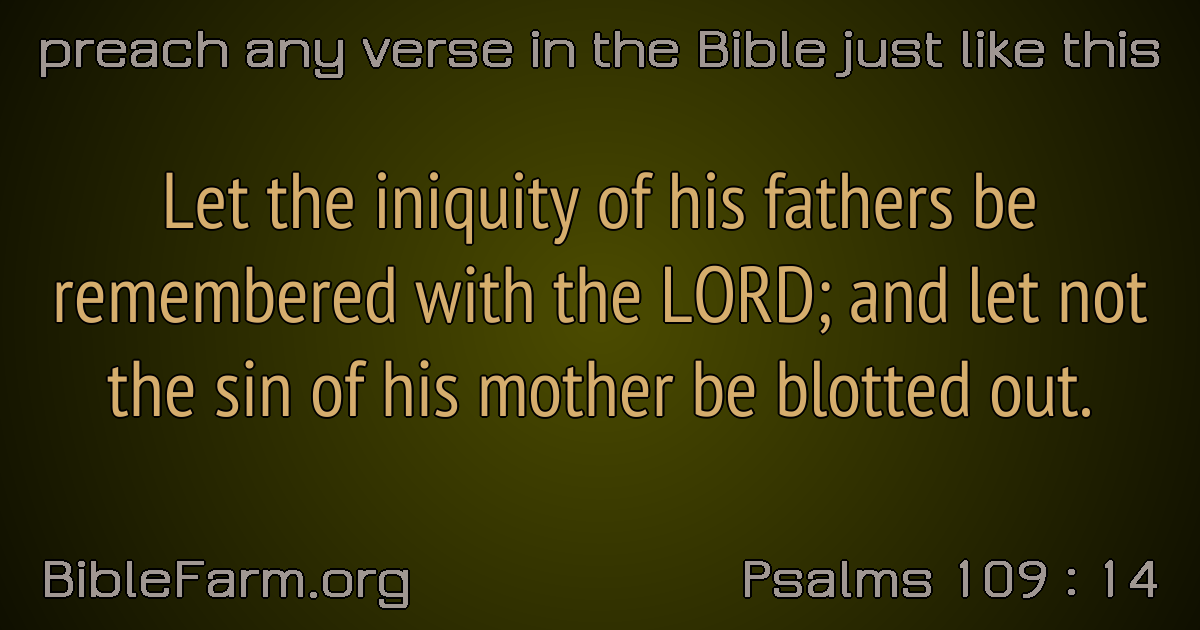 preach any verse in the Bible just like this
Let the iniquity of his fathers be
remembered with the LORD; and let not
the sin of his mother be blotted out.
BibleFarm.org
Psalms 109 : 14